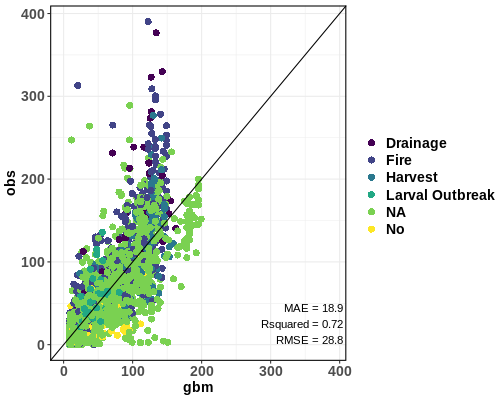 400
300
200
100
0
obs
MAE = 18.9
Rsquared = 0.72
RMSE = 28.8
0 100 200 300 400
gbm
Drainage
Fire
Harvest
Larval Outbreak
NA
No